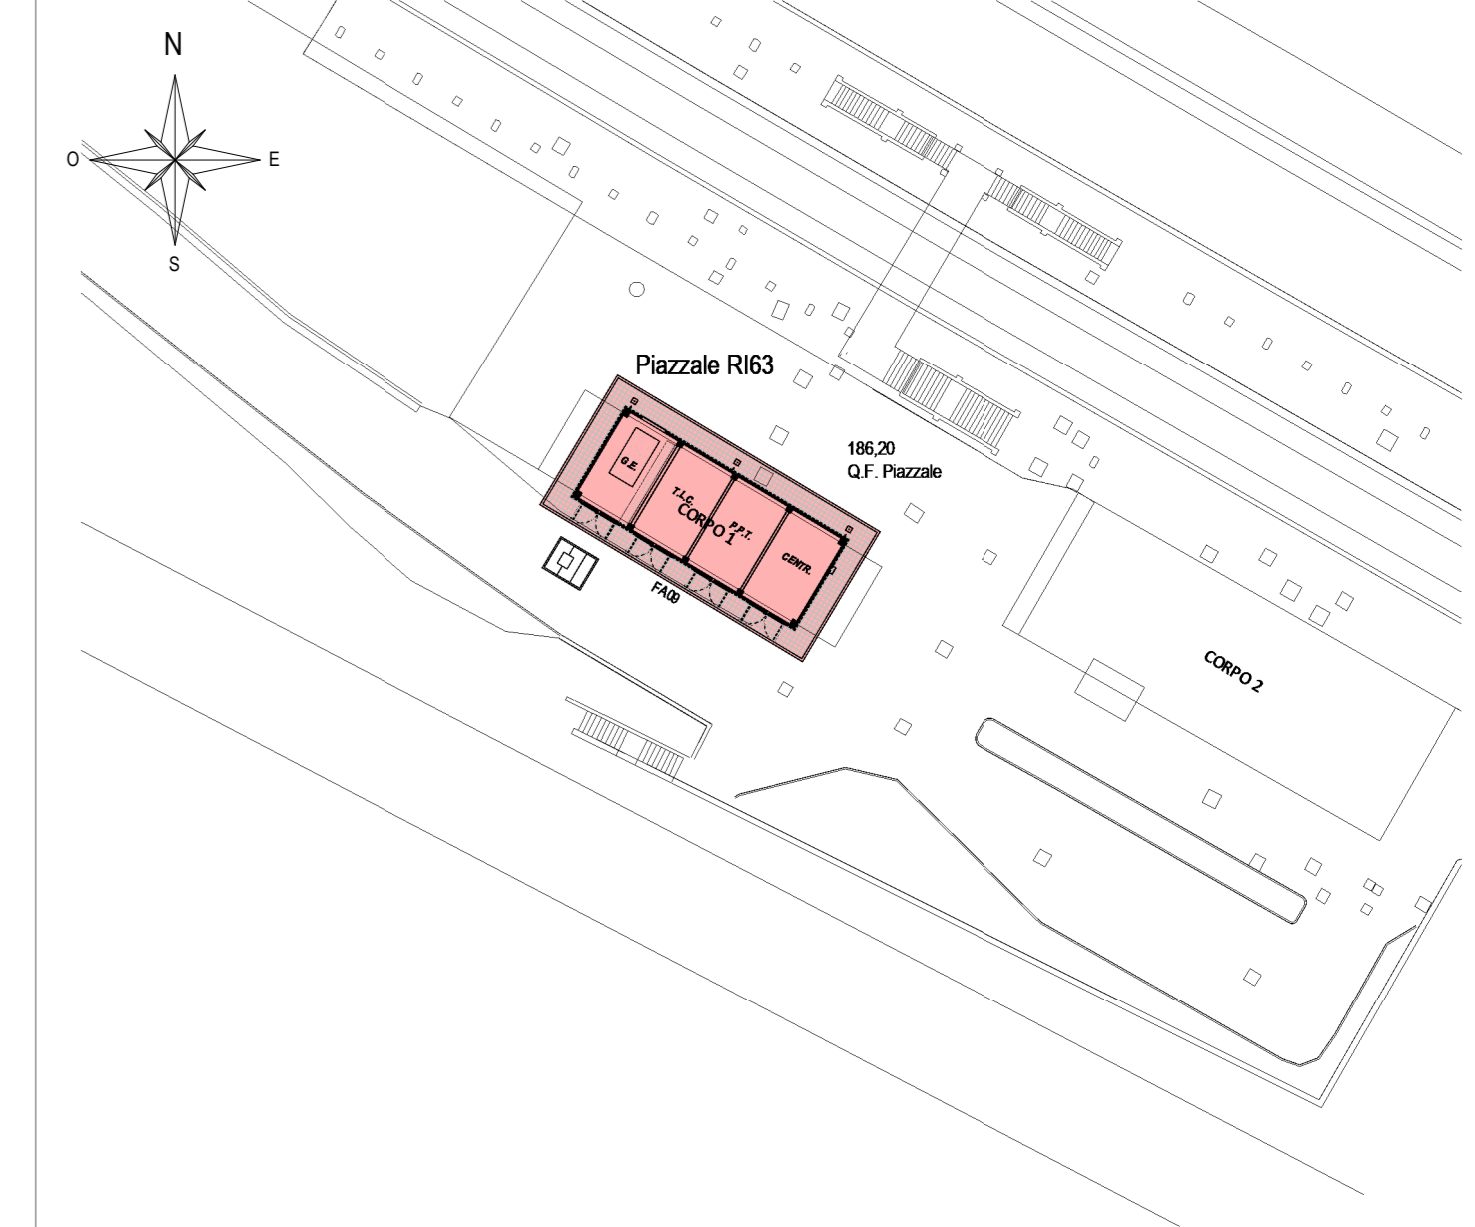 N
O
E
S
Piazzale RI63
186,20
Q.F. Piazzale
G.E.
T.L.C.
CORPO 1
P.P.T.
CENTR.
FA09
CORPO 2